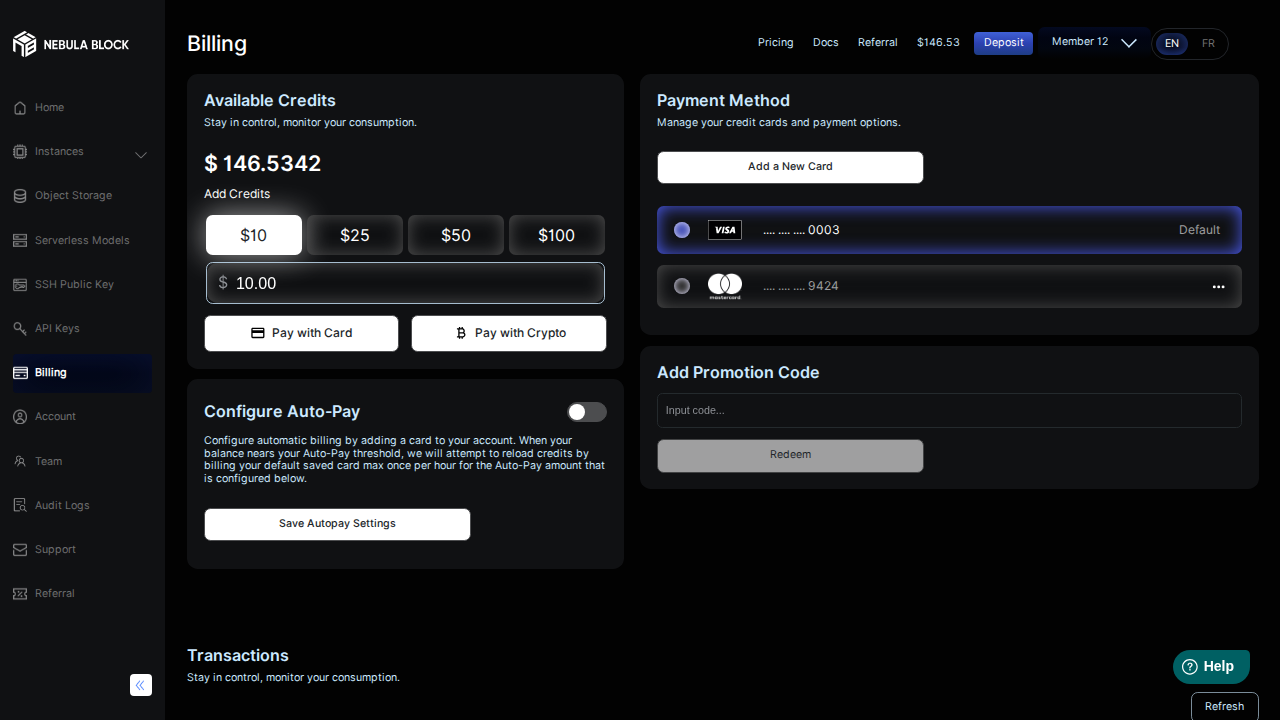 NEBULA BLOCK
Home
Instances
Object Storage
Serverless Models
SSH Public Key
API Keys
Billing
Account
Team
Audit Logs
Support
Referral
Billing
Pricing
Docs
Referral
$146.53
Deposit
Member 12
EN
FR
Available Credits
Stay in control, monitor your consumption.
$ 146.5342
Add Credits
$10
$25
$50
$100
$ 10.00
Pay with Card
Pay with Crypto
Configure Auto-Pay
Configure automatic billing by adding a card to your account. When your
balance nears your Auto-Pay threshold, we will attempt to reload credits by
billing your default saved card max once per hour for the Auto-Pay amount that
is configured below.
Save Autopay Settings
Payment Method
Manage your credit cards and payment options.
Add a New Card
VISA
.... .... .... 0003
Default
mastercard
.... .... .... 9424
Add Promotion Code
Input code...
Redeem
Transactions
Stay in control, monitor your consumption.
Help
Refresh